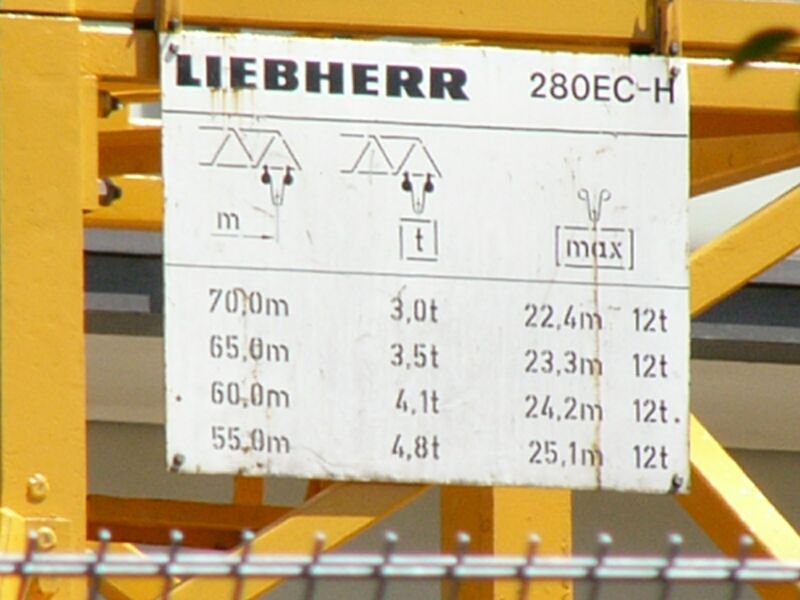 LIEBHERR 280EC-H
m t max
70,0m 3,0t 22,4m 12t
65,0m 3,5t 23,3m 12t
60,0m 4,1t 24,2m 12t.
55,0m 4,8t 25,1m 12t